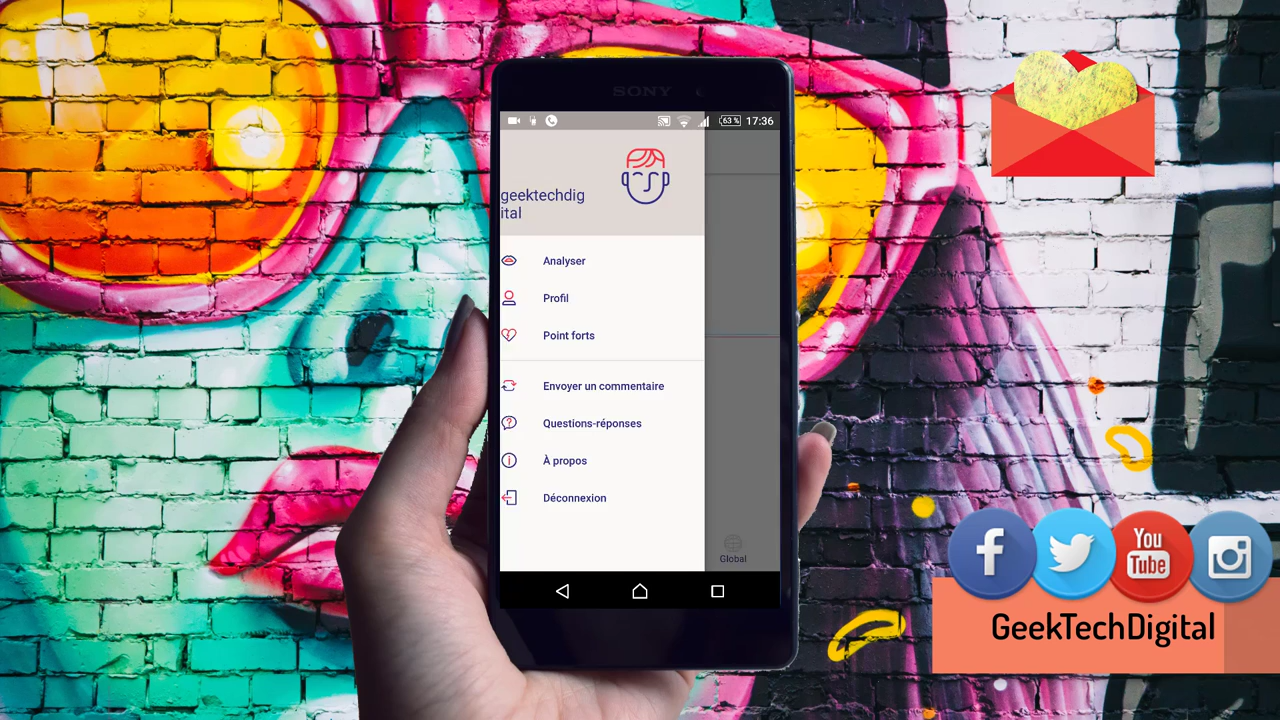 SONY
63 % 17:36
geektechdig
ital
Analyser
Profil
Point forts
Envoyer un commentaire
Questions-réponses
À propos
Déconnexion
Global
You
Tube
GeekTechDigital